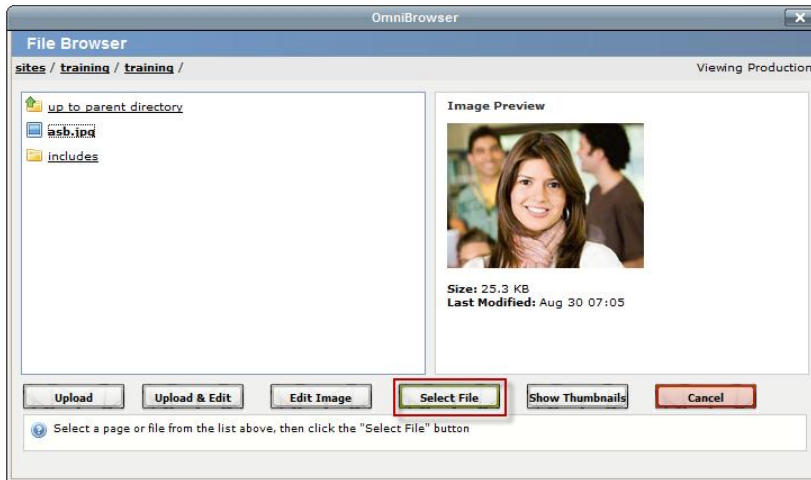 OmniBrowser
File Browser
sites / training / training /
Viewing Production
up to parent directory
asb.jpg
includes
Image Preview
Size: 25.3 KB
Last Modified: Aug 30 07:05
Upload
Upload & Edit
Edit Image
Select File
Show Thumbnails
Cancel
Select a page or file from the list above, then click the "Select File" button